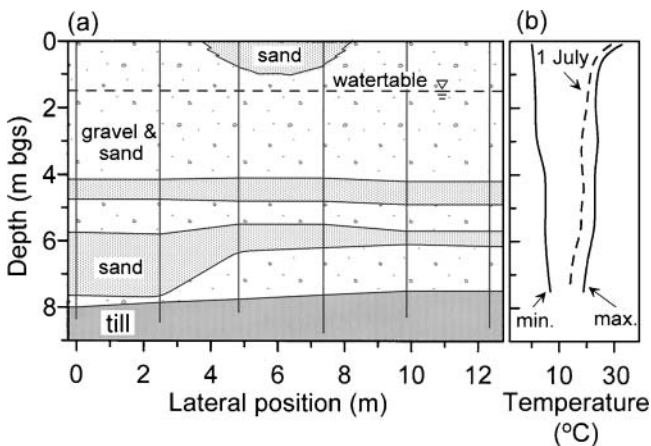 (a)
(b)
0
2
4
6
8
Depth (m bgs)
sand
watertable
gravel &
sand
sand
till
1 July
min.
max.
0 2 4 6 8 10 12
Lateral position (m)
10 30
Temperature
(ºC)